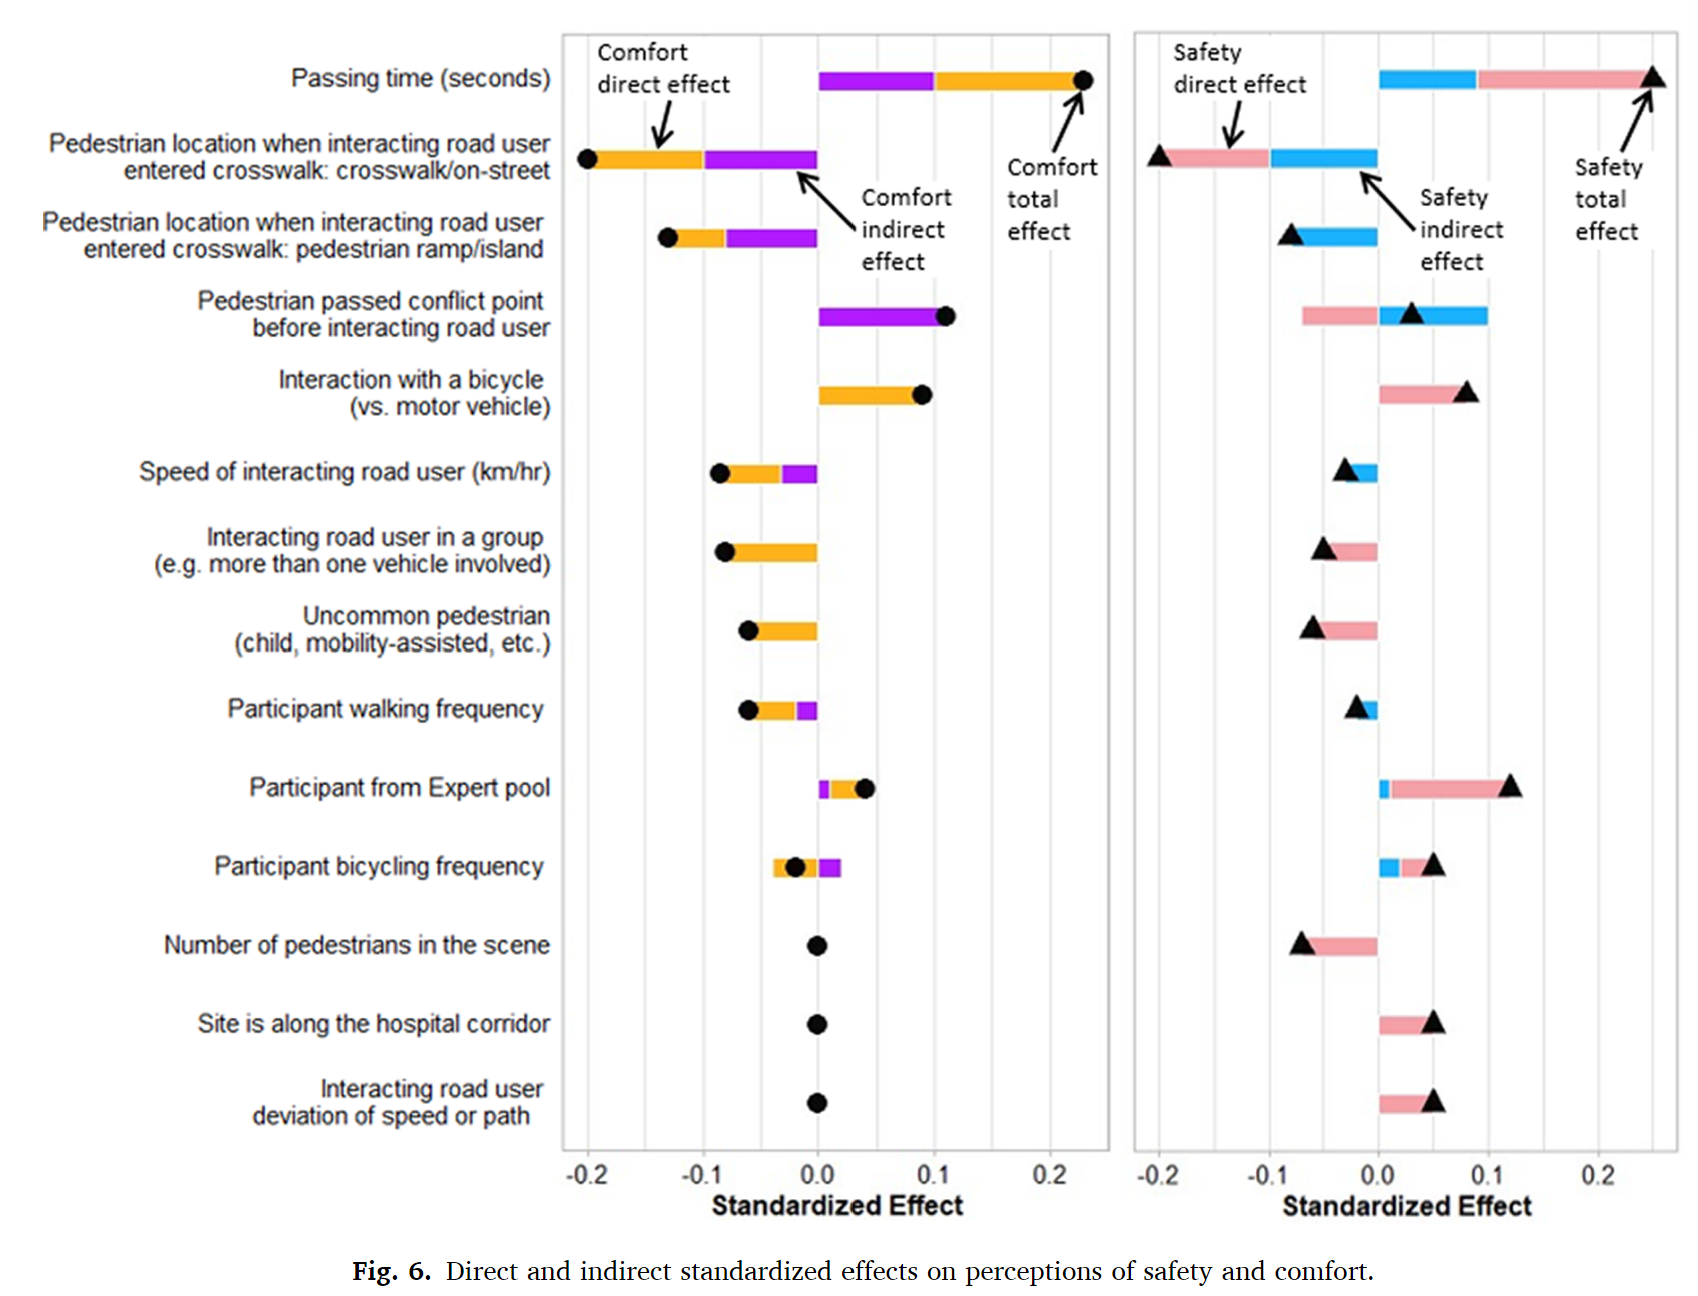 Comfort
direct effect
Safety
direct effect
Passing time (seconds)
Pedestrian location when interacting road user
entered crosswalk: crosswalk/on-street
Comfort
total
effect
Safety
total
effect
Comfort
indirect
effect
Safety
indirect
effect
Pedestrian location when interacting road user
entered crosswalk: pedestrian ramp/island
Pedestrian passed conflict point
before interacting road user
Interaction with a bicycle
(vs. motor vehicle)
Speed of interacting road user (km/hr)
Interacting road user in a group
(e.g. more than one vehicle involved)
Uncommon pedestrian
(child, mobility-assisted, etc.)
Participant walking frequency
Participant from Expert pool
Participant bicycling frequency
Number of pedestrians in the scene
Site is along the hospital corridor
Interacting road user
deviation of speed or path
-0.2 -0.1 0.0 0.1 0.2
Standardized Effect
-0.2 -0.1 0.0 0.1 0.2
Standardized Effect
Fig. 6. Direct and indirect standardized effects on perceptions of safety and comfort.